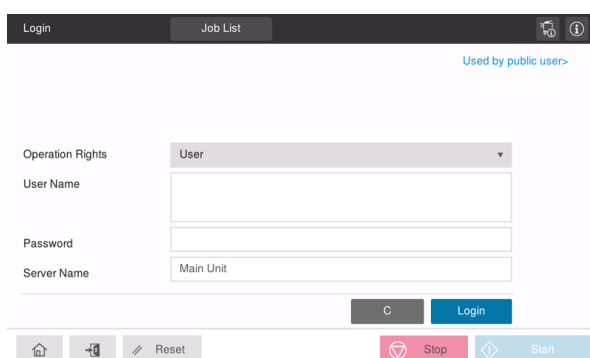 Login
Job List
Used by public user>
Operation Rights
User
User Name
Password
Server Name
Main Unit
C
Login
Reset
Stop
Start